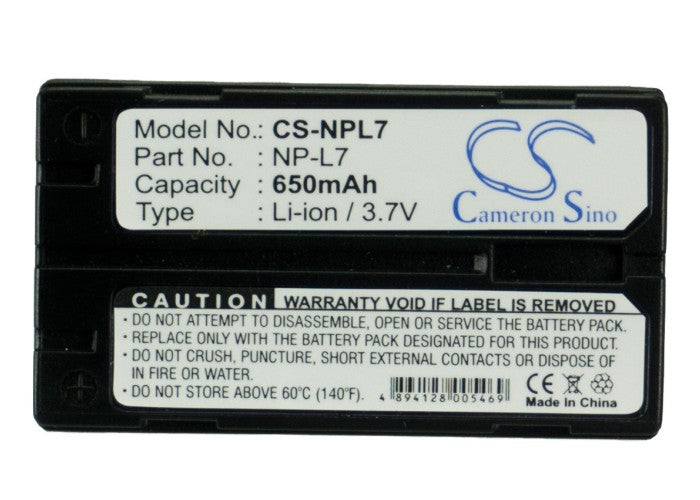 Model No.: CS-NPL7
Part No. : NP-L7
Capacity : 650mAh
Type : Li-ion / 3.7V
CS
Cameron Sino
CAUTION WARRANTY VOID IF LABEL IS REMOVED
• DO NOT ATTEMPT TO DISASSEMBLE, OPEN OR SERVICE THE BATTERY PACK.
• REPLACE ONLY WITH THE BATTERY PACK DESIGNATED FOR THIS PRODUCT
• DO NOT CRUSH, PUNCTURE, SHORT EXTERNAL CONTACTS OR DISPOSE OF IN FIRE OR WATER.
• DO NOT STORE ABOVE 60°C (140°F).
4 894128 005469
CE
Made In China